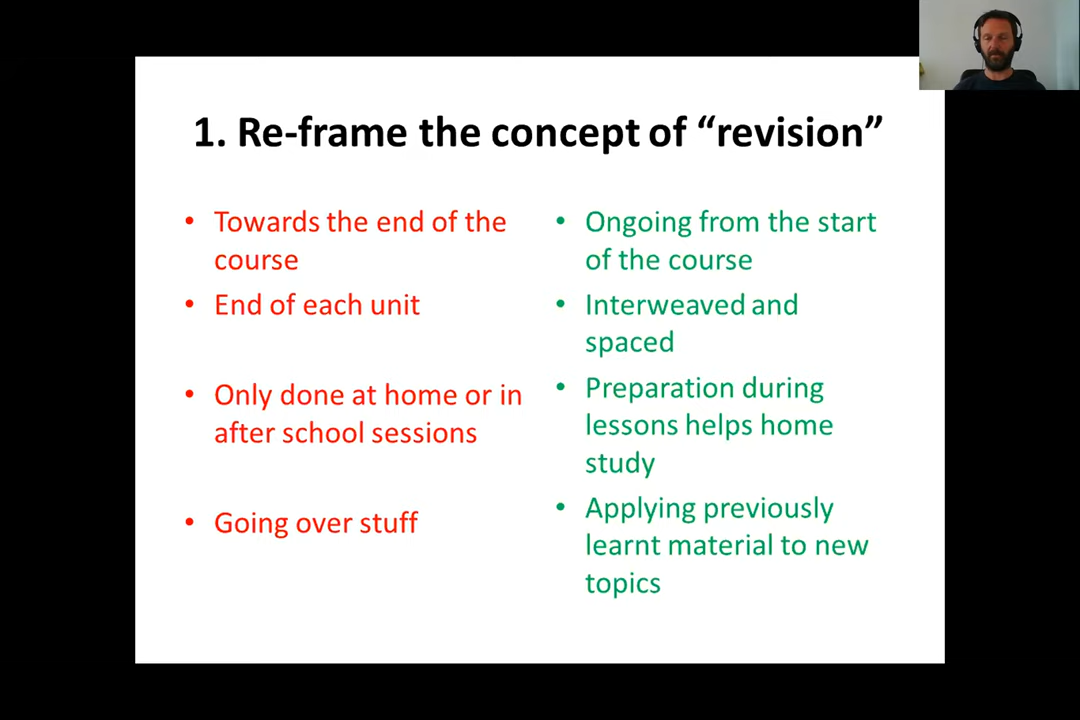 1. Re-frame the concept of “revision”
• Towards the end of the
course
• End of each unit
• Only done at home or in
after school sessions
• Going over stuff
• Ongoing from the start
of the course
• Interweaved and
spaced
• Preparation during
lessons helps home
study
• Applying previously
learnt material to new
topics